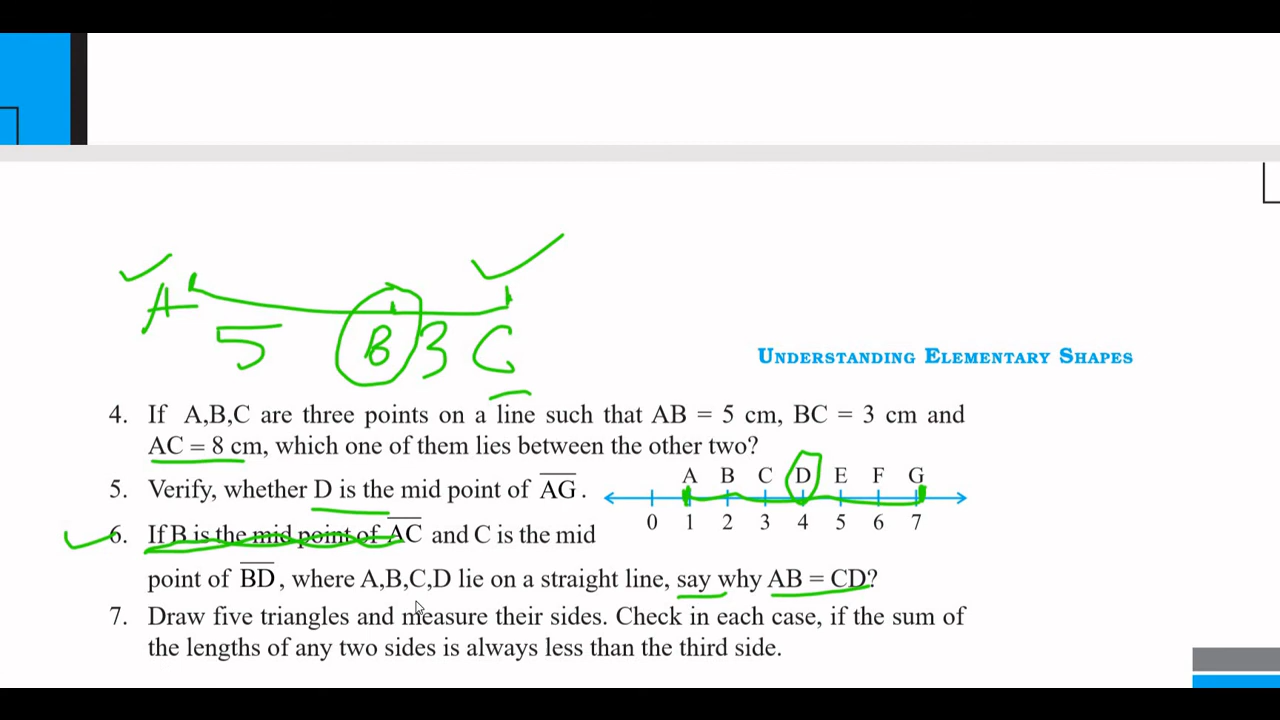 A
5 B 3 C
UNDERSTANDING ELEMENTARY SHAPES
4. If A,B,C are three points on a line such that AB = 5 cm, BC = 3 cm and
AC = 8 cm, which one of them lies between the other two?
A B C D E F G
5. Verify, whether D is the mid point of AG.
0 1 2 3 4 5 6 7
6. If B is the mid point of AC and C is the mid
point of BD, where A,B,C,D lie on a straight line, say why AB = CD?
7. Draw five triangles and measure their sides. Check in each case, if the sum of
the lengths of any two sides is always less than the third side.